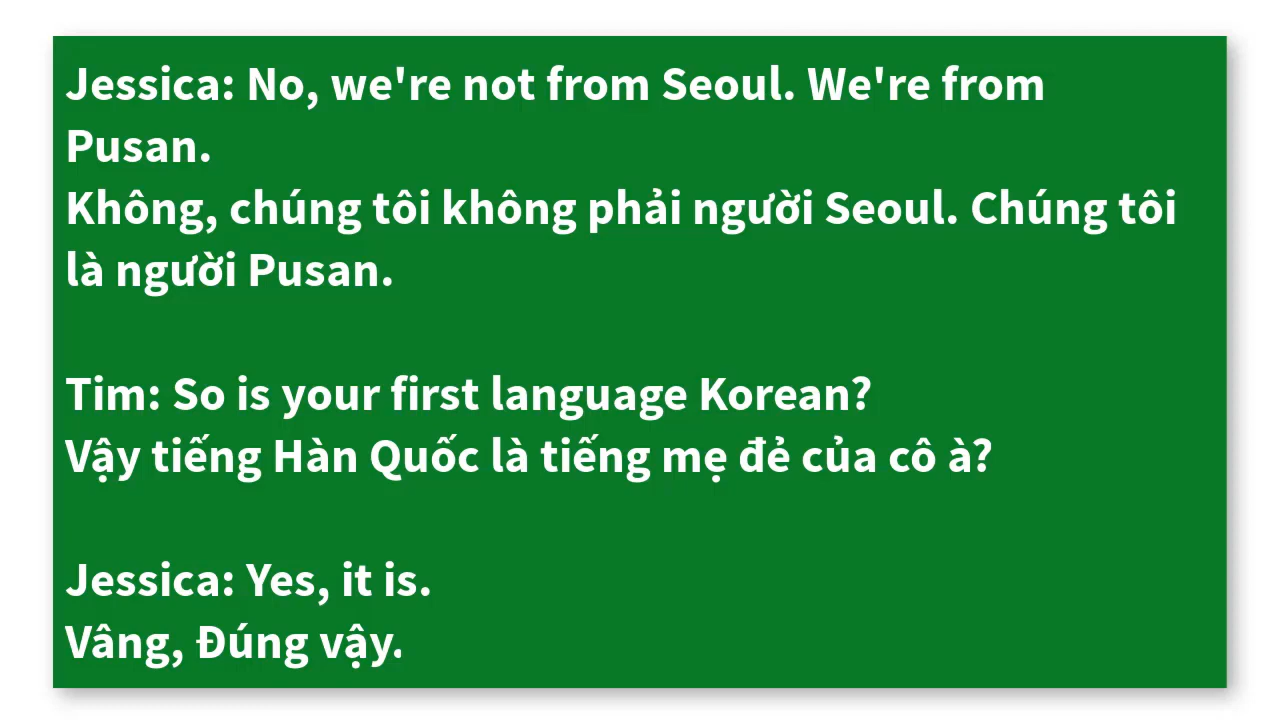 Jessica: No, we're not from Seoul. We're from
Pusan.
Không, chúng tôi không phải người Seoul. Chúng tôi
là người Pusan.
Tim: So is your first language Korean?
Vậy tiếng Hàn Quốc là tiếng mẹ đẻ của cô à?
Jessica: Yes, it is.
Vâng, Đúng vậy.